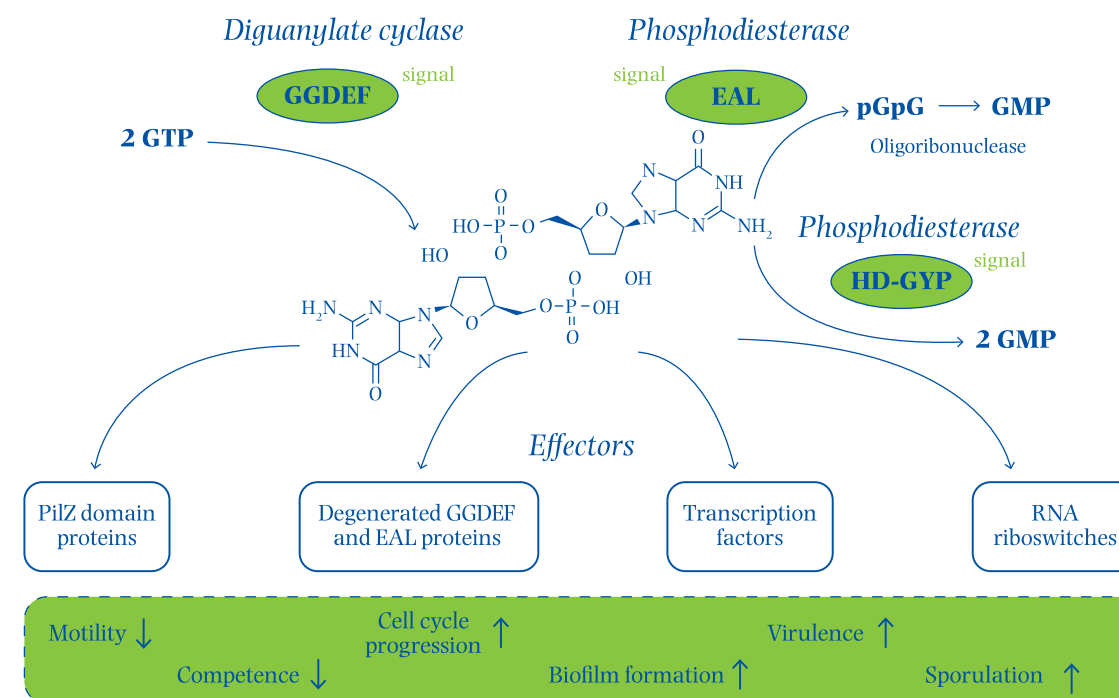 Diguanylate cyclase
Phosphodiesterase
signal
GGDEF
signal
EAL
pGpG
GMP
Oligoribonuclease
2 GTP
O
N
NH
N
N
NH2
O
HO
P
O
O
O
Phosphodiesterase
signal
HD-GYP
HO
OH
O
O
P
OH
O
H2N
N
N
O
HN
N
O
2 GMP
Effectors
PilZ domain
proteins
Degenerated GGDEF
and EAL proteins
Transcription
factors
RNA
riboswitches
Motility
Cell cycle
progression
Virulence
Competence
Biofilm formation
Sporulation